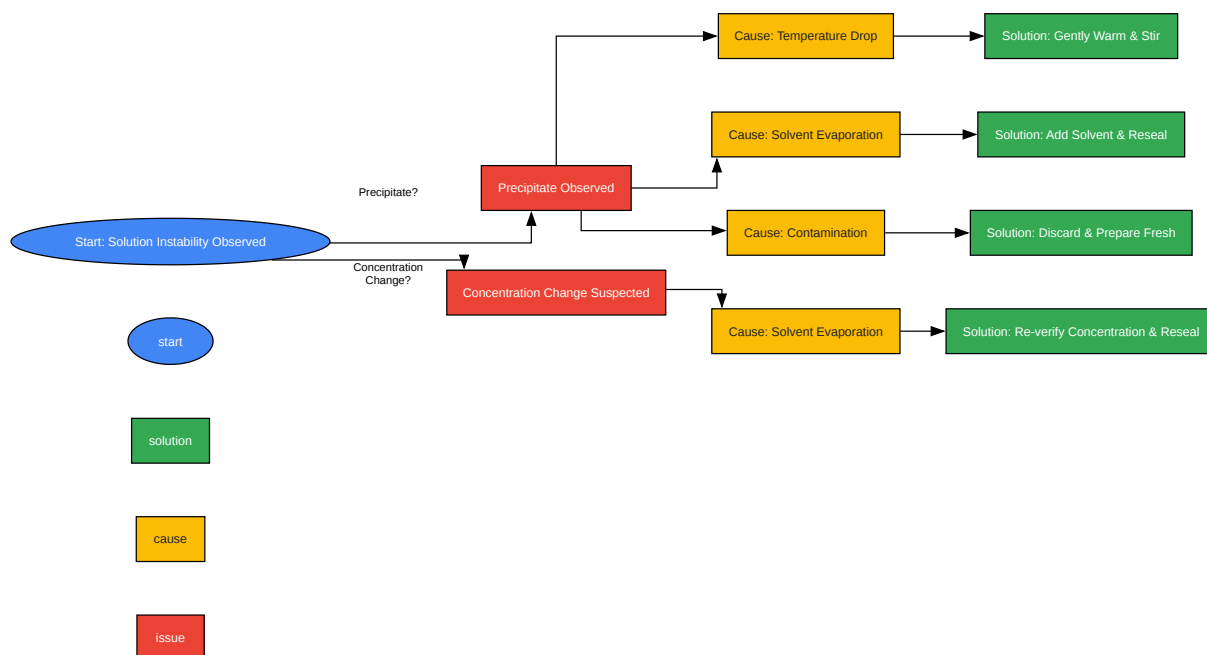 Cause: Temperature Drop
Solution: Gently Warm & Stir
Cause: Solvent Evaporation
Solution: Add Solvent & Reseal
Precipitate?
Precipitate Observed
Start: Solution Instability Observed
Cause: Contamination
Solution: Discard & Prepare Fresh
Concentration
Change?
Concentration Change Suspected
Cause: Solvent Evaporation
Solution: Re-verify Concentration & Reseal
start
solution
cause
issue